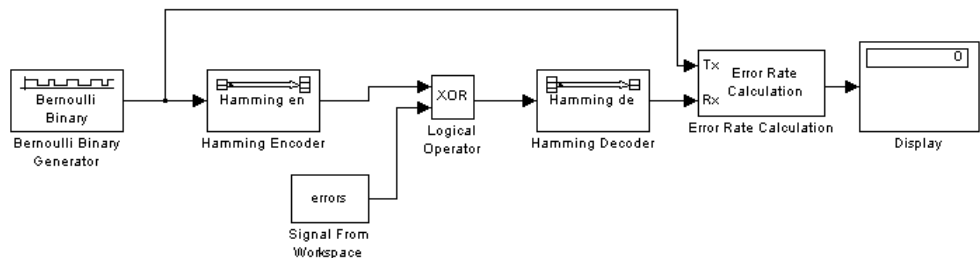 Bernoulli
Binary
Bernoulli Binary
Generator
Hamming en
Hamming Encoder
errors
Signal From
Workspace
XOR
Logical
Operator
Hamming de
Hamming Decoder
Tx
Rx
Error Rate
Calculation
Error Rate Calculation
0
Display